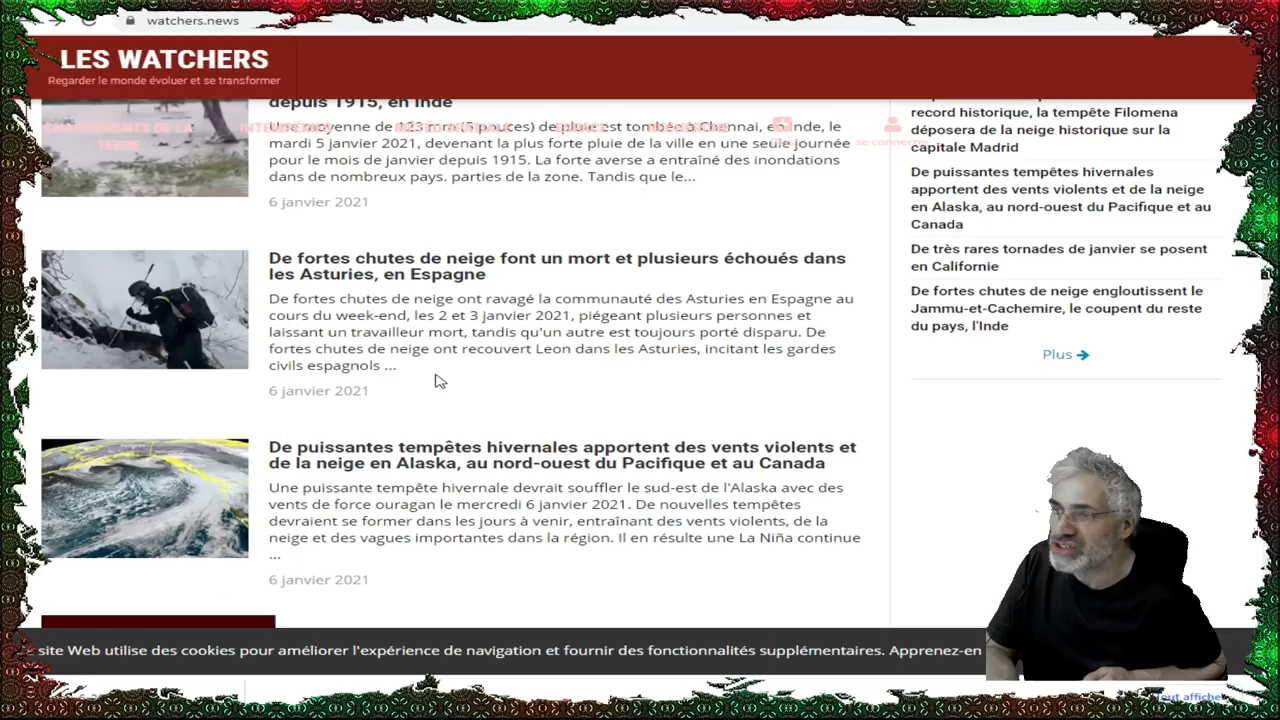 watchers.news
LES WATCHERS
Regarder le monde évoluer et se transformer
depuis 1915, en Inde
Une moyenne de 123 mm (5 pouces) de pluie est tombée à Chennai, en Inde, le
mardi 5 janvier 2021, devenant la plus forte pluie de la ville en une seule journée
pour le mois de janvier depuis 1915. La forte averse a entraîné des inondations
dans de nombreux pays. parties de la zone. Tandis que le...
6 janvier 2021
De fortes chutes de neige font un mort et plusieurs échoués dans
les Asturies, en Espagne
De fortes chutes de neige ont ravagé la communauté des Asturies en Espagne au
cours du week-end, les 2 et 3 janvier 2021, piégeant plusieurs personnes et
laissant un travailleur mort, tandis qu'un autre est toujours porté disparu. De
fortes chutes de neige ont recouvert Leon dans les Asturies, incitant les gardes
civils espagnols ...
6 janvier 2021
De puissantes tempêtes hivernales apportent des vents violents et
de la neige en Alaska, au nord-ouest du Pacifique et au Canada
Une puissante tempête hivernale devrait souffler le sud-est de l'Alaska avec des
vents de force ouragan le mercredi 6 janvier 2021. De nouvelles tempêtes
devraient se former dans les jours à venir, entraînant des vents violents, de la
neige et des vagues importantes dans la région. Il en résulte une La Niña continue
...
6 janvier 2021
record historique, la tempête Filomena
déposera de la neige historique sur la
capitale Madrid
De puissantes tempêtes hivernales
apportent des vents violents et de la neige
en Alaska, au nord-ouest du Pacifique et au
Canada
De très rares tornades de janvier se posent
en Californie
De fortes chutes de neige engloutissent le
Jammu-et-Cachemire, le coupent du reste
du pays, l'Inde
Plus
se connecter
TERRE
site Web utilise des cookies pour améliorer l'expérience de navigation et fournir des fonctionnalités supplémentaires. Apprenez-en
Tout affiche